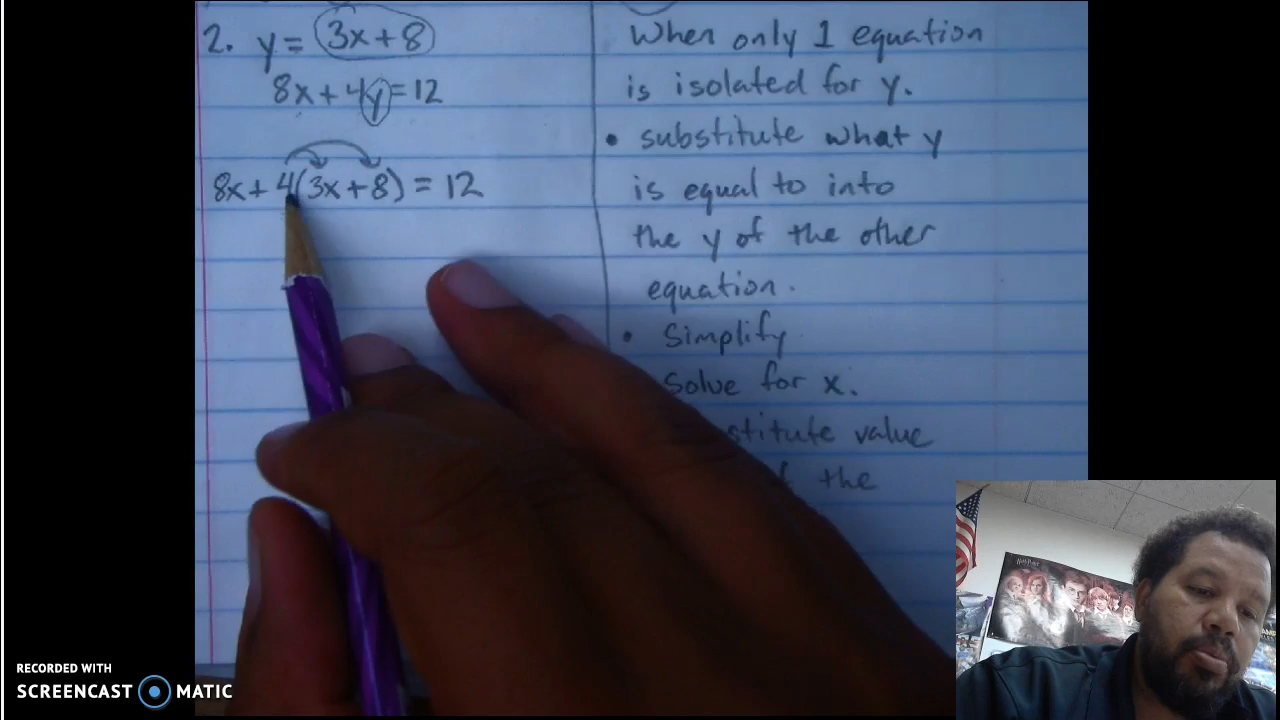 2. y = 3x + 8
8x + 4y = 12
8x + 4(3x + 8) = 12
When only 1 equation
is isolated for y.
• substitute what y
is equal to into
the y of the other
equation.
• Simplify
Solve for x.
value
the
RECORDED WITH
SCREENCAST MATIC